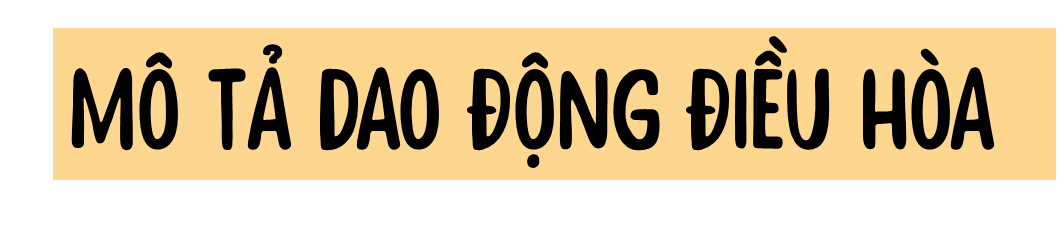 MÔ TẢ DAO ĐỘNG ĐIỀU HÒA